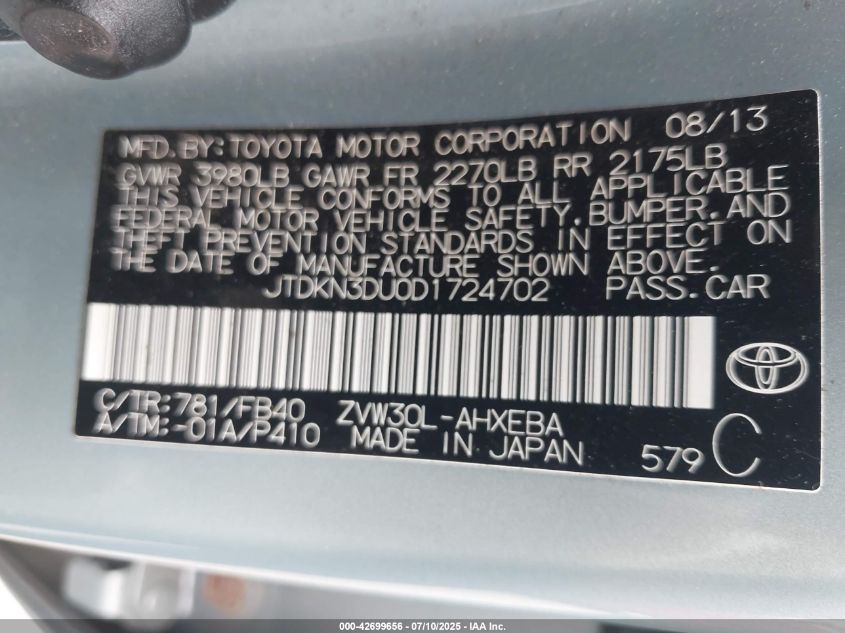 MFD.BY:TOYOTA MOTOR CORPORATION 08/13
GVWR 3980LB GAWR FR 2270LB RR 2175LB
THIS VEHICLE CONFORMS TO ALL APPLICABLE
FEDERAL MOTOR VEHICLE SAFETY,BUMPER,AND
THEFT PREVENTION STANDARDS IN EFFECT ON
THE DATE OF MANUFACTURE SHOWN ABOVE.
JTDKN3DU0D1724702 PASS.CAR
C/TR:781/FB40 ZVW30L-AHXEBA
A/TM:-01A/P410 MADE IN JAPAN 579 C
000-42699656 - 07/10/2025 - IAA Inc.